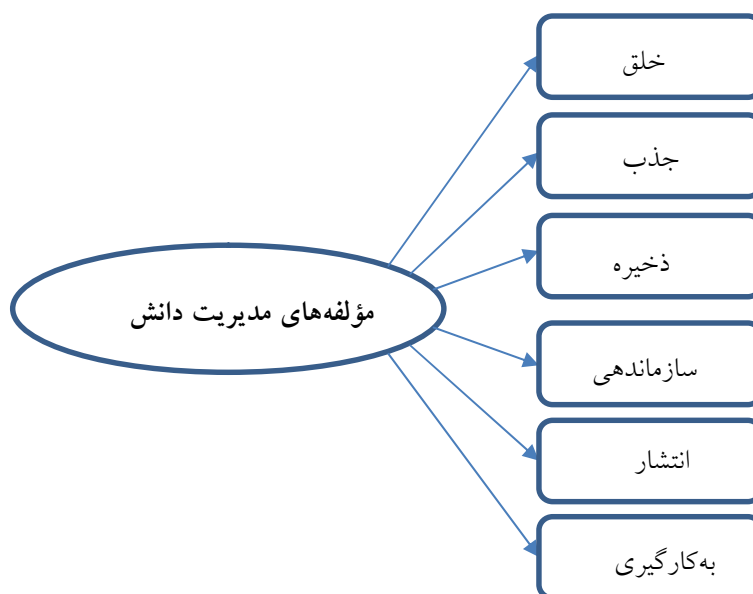 خلق
جذب
ذخیره
مؤلفه‌های مدیریت دانش
سازماندهی
انتشار
به‌کارگیری